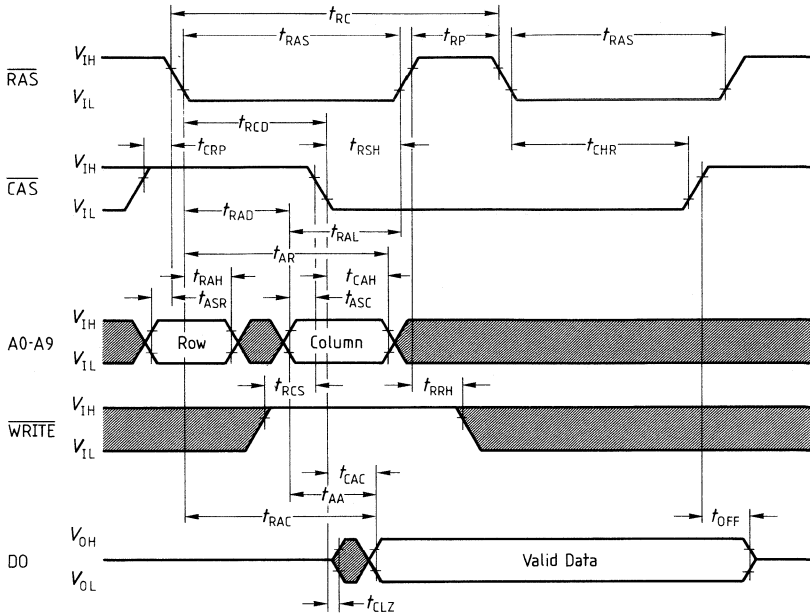 tRC
tRAS tRP tRAS
RAS VIH
VIL
tRCD
tCRP tRSH tCHR
CAS VIH
VIL
tRAD
tRAL
tAR
tRAH tCAH
tASR tASC
A0-A9 VIH
VIL
Row Column
tRCS tRRH
WRITE VIH
VIL
tCAC
tAA
tRAC tOFF
DO VOH
VOL
Valid Data
tCLZ